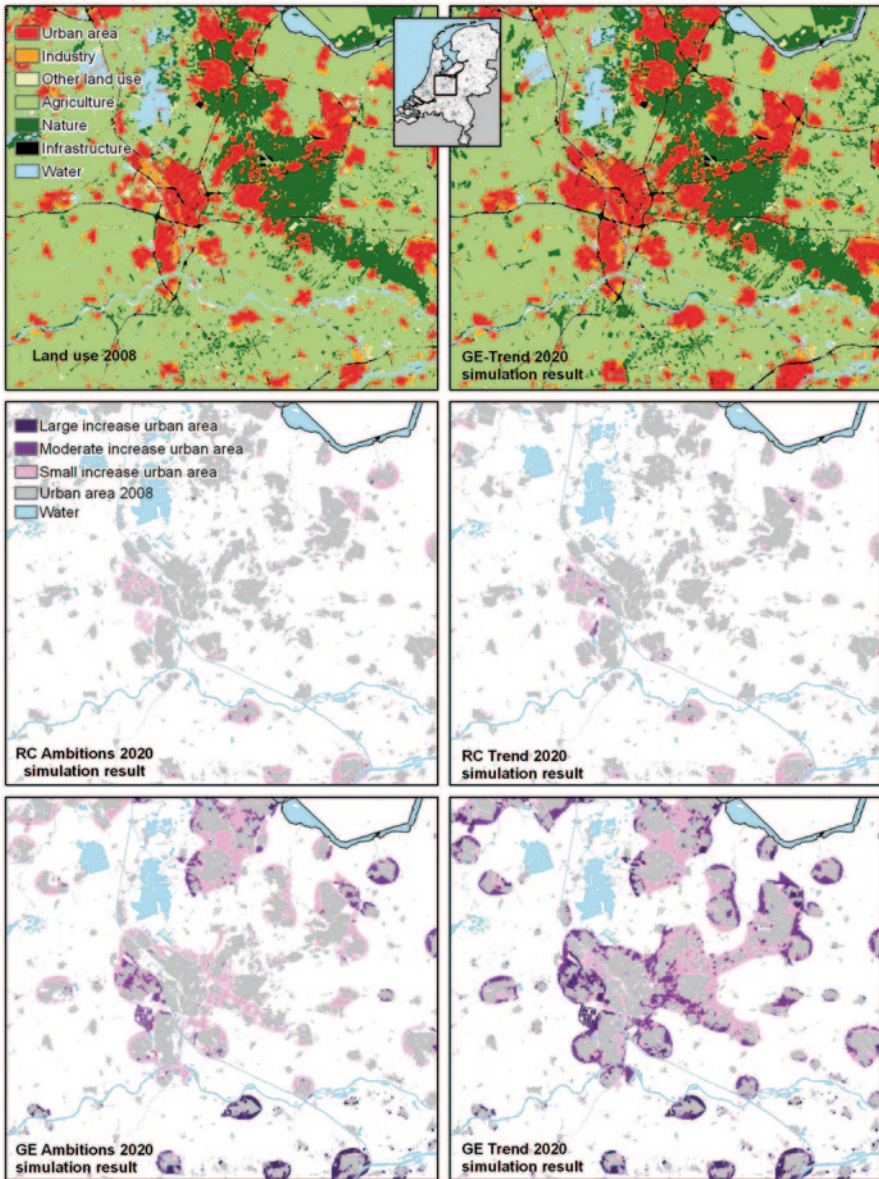 Urban area
Industry
Other land use
Agriculture
Nature
Infrastructure
Water
Land use 2008
GE-Trend 2020
simulation result
Large increase urban area
Moderate increase urban area
Small increase urban area
Urban area 2008
Water
RC Ambitions 2020
simulation result
RC Trend 2020
simulation result
GE Ambitions 2020
simulation result
GE Trend 2020
simulation result